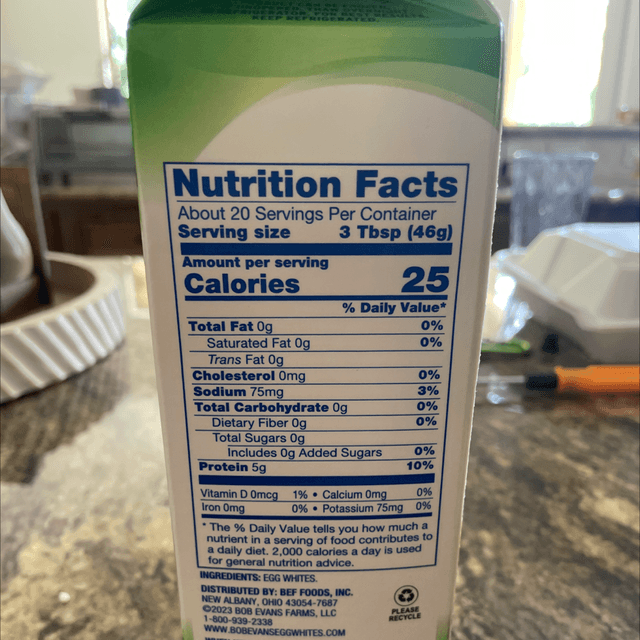 KEEP REFRIGERATED.
Nutrition Facts
About 20 Servings Per Container
Serving size 3 Tbsp (46g)
Amount per serving
Calories 25
% Daily Value*
Total Fat 0g 0%
Saturated Fat 0g 0%
Trans Fat 0g
Cholesterol 0mg 0%
Sodium 75mg 3%
Total Carbohydrate 0g 0%
Dietary Fiber 0g 0%
Total Sugars 0g
Includes 0g Added Sugars 0%
Protein 5g 10%
Vitamin D 0mcg 1% • Calcium 0mg 0%
Iron 0mg 0% • Potassium 75mg 0%
* The % Daily Value tells you how much a
nutrient in a serving of food contributes to
a daily diet. 2,000 calories a day is used
for general nutrition advice.
INGREDIENTS: EGG WHITES.
DISTRIBUTED BY: BEF FOODS, INC.
NEW ALBANY, OHIO 43054-7687
©2023 BOB EVANS FARMS, LLC
1-800-939-2338
WWW.BOBEVANSEGGWHITES.COM
PLEASE
RECYCLE